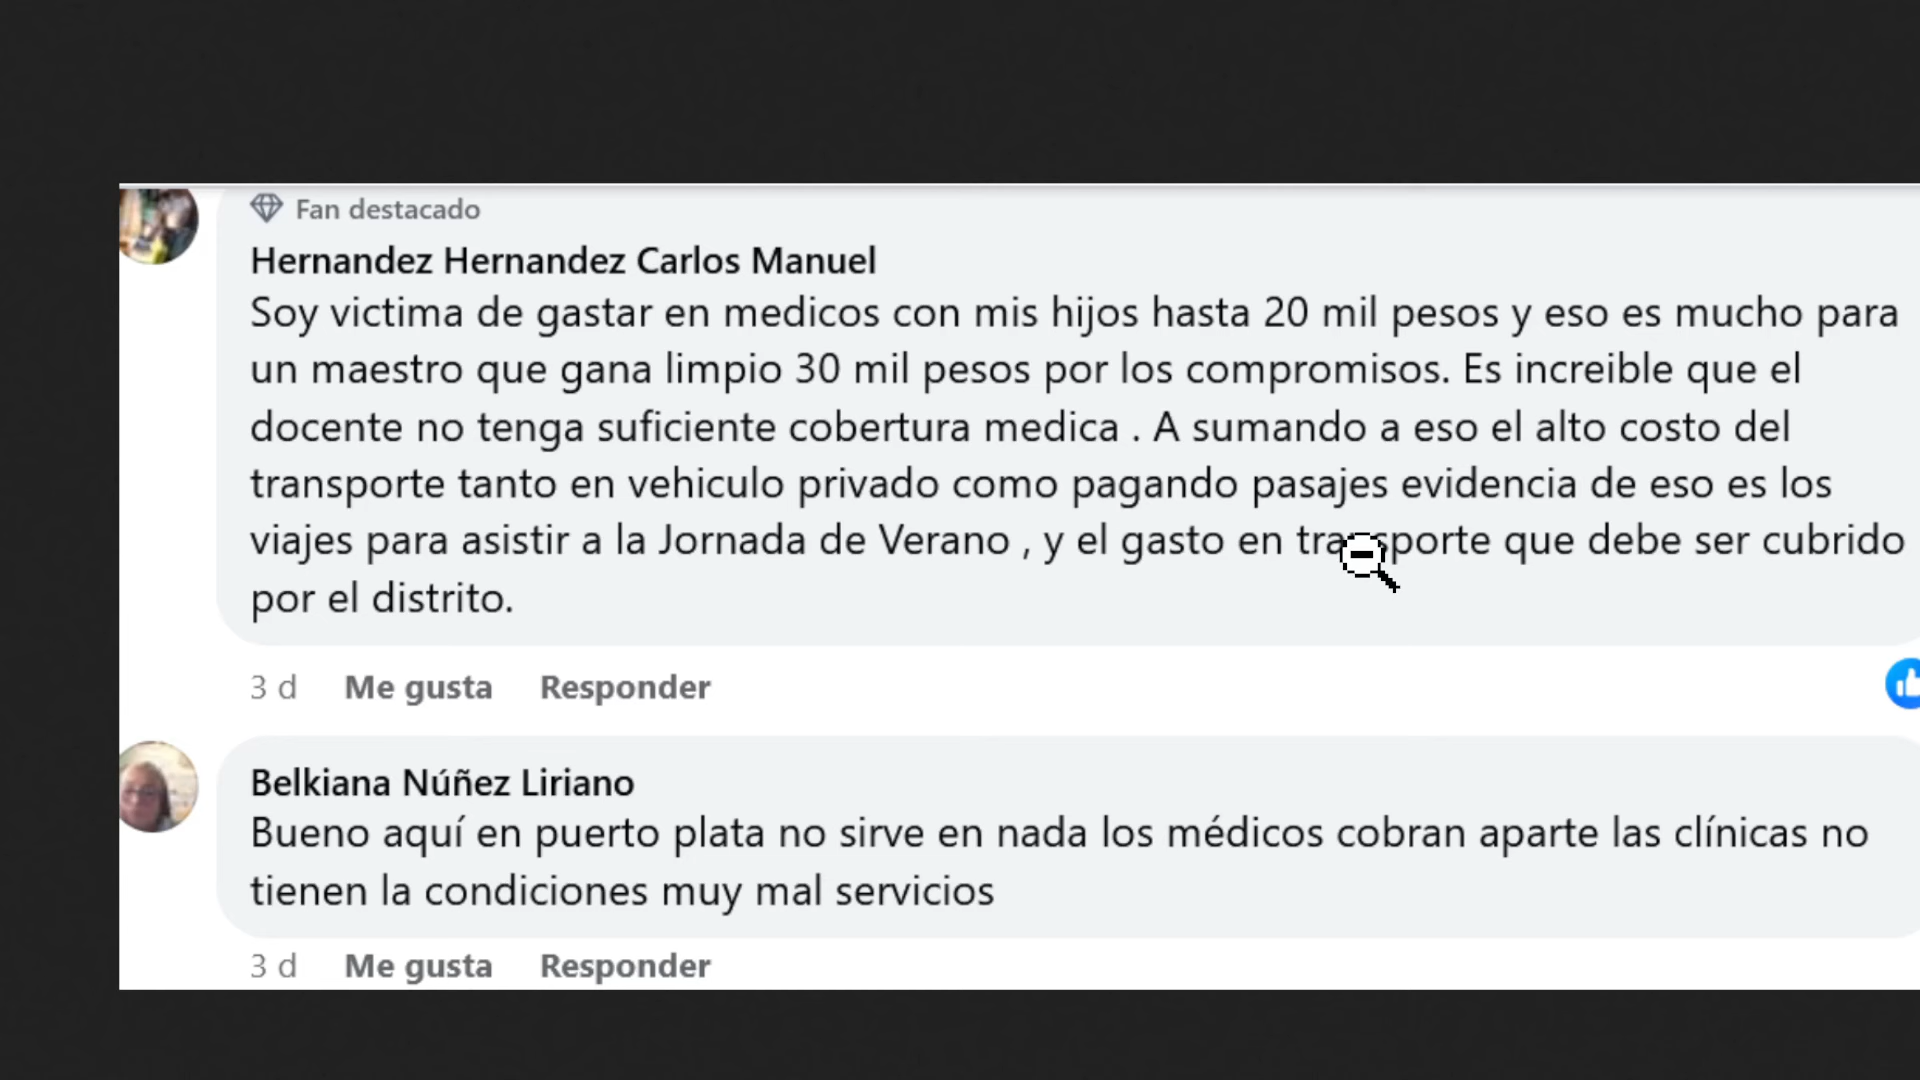 Fan destacado
Hernandez Hernandez Carlos Manuel
Soy victima de gastar en medicos con mis hijos hasta 20 mil pesos y eso es mucho para
un maestro que gana limpio 30 mil pesos por los compromisos. Es increible que el
docente no tenga suficiente cobertura medica . A sumando a eso el alto costo del
transporte tanto en vehiculo privado como pagando pasajes evidencia de eso es los
viajes para asistir a la Jornada de Verano , y el gasto en transporte que debe ser cubrido
por el distrito.
3 d Me gusta Responder
Belkiana Núñez Liriano
Bueno aquí en puerto plata no sirve en nada los médicos cobran aparte las clínicas no
tienen la condiciones muy mal servicios
3 d Me gusta Responder